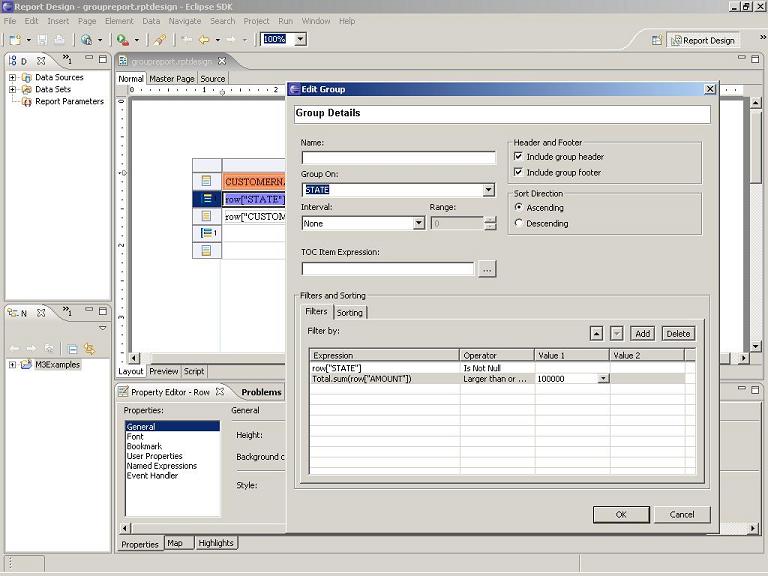 Report Design - groupreport.rptdesign - Eclipse SDK
File Edit Insert Page Element Data Navigate Search Project Run Window Help
100%
Report Design
D
1
groupreport.rptdesign
Data Sources
Data Sets
Report Parameters
Normal Master Page Source
0 1 2
CUSTOMERN
row["STATE"]
row["CUSTOM
1
N
1
M3Examples
Layout Preview Script
Property Editor - Row Problems
Properties: General
General
Font
Bookmark
User Properties
Named Expressions
Event Handler
Height:
Background c
Style:
Properties Map Highlights
Edit Group
Group Details
Name:
Group On:
STATE
Interval: Range:
None 0
TOC Item Expression:
...
Header and Footer
Include group header
Include group footer
Sort Direction
Ascending
Descending
Filters and Sorting
Filters Sorting
Filter by:
Add Delete
Expression Operator Value 1 Value 2
row["STATE"] Is Not Null
Total.sum(row["AMOUNT"]) Larger than or ... 100000
OK Cancel